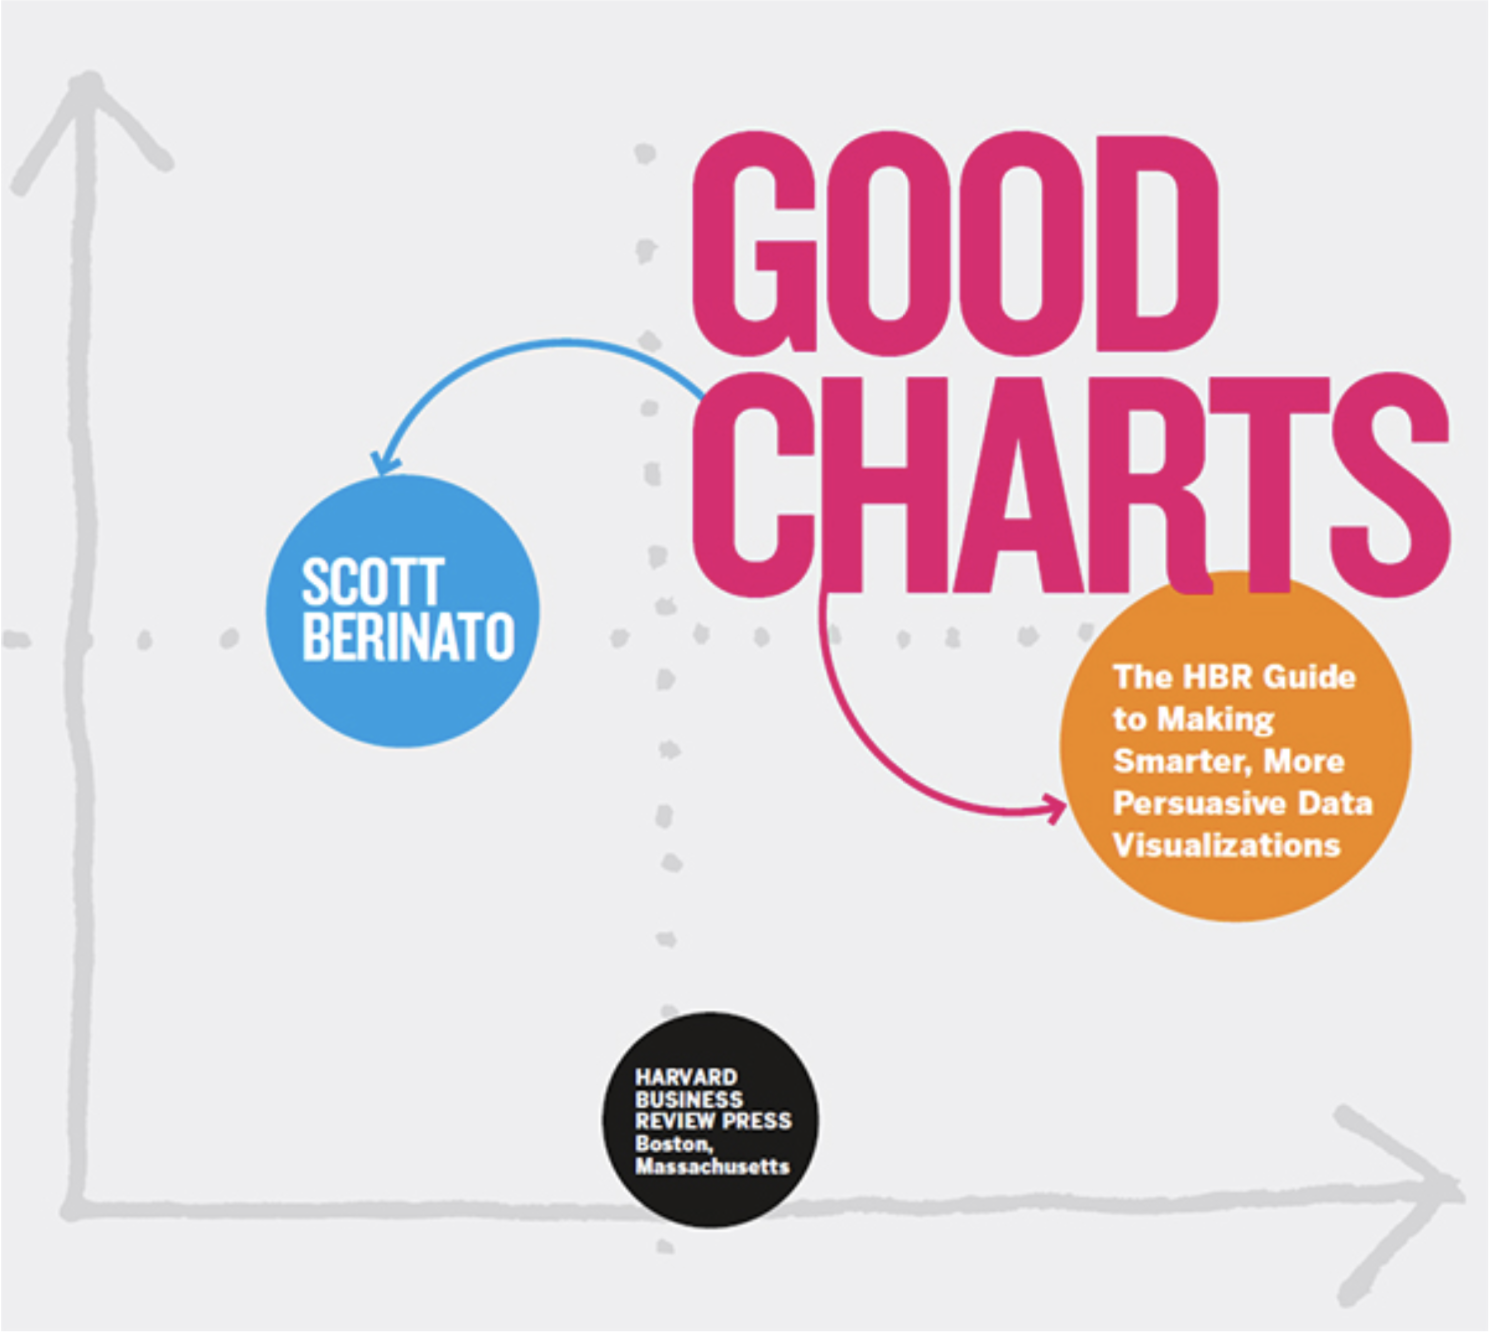 GOOD
CHARTS
SCOTT
BERINATO
The HBR Guide
to Making
Smarter, More
Persuasive Data
Visualizations
HARVARD
BUSINESS
REVIEW PRESS
Boston,
Massachusetts